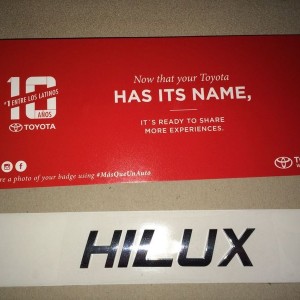 10
#1 ENTRE LOS LATINOS
AÑOS
TOYOTA
Now that your Toyota
HAS ITS NAME,
IT'S READY TO SHARE
MORE EXPERIENCES.
a photo of your badge using #MásQueUnAuto
HILUX